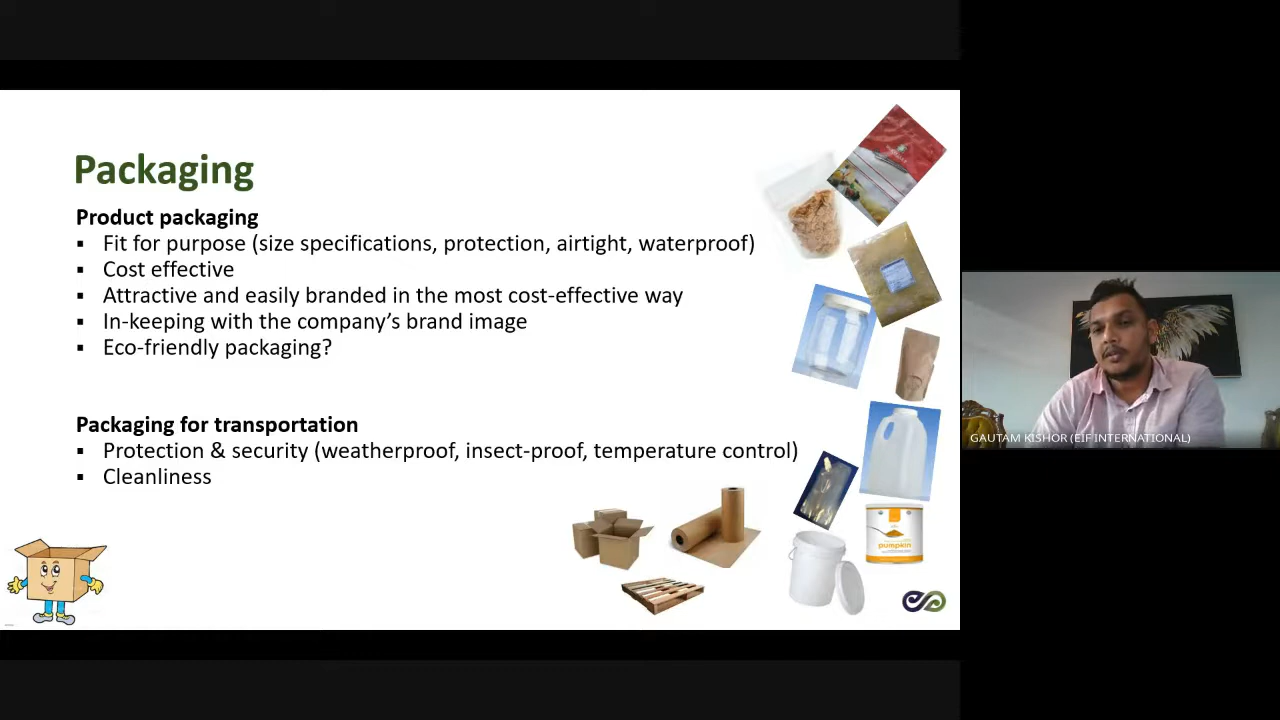 Packaging
Product packaging
▪ Fit for purpose (size specifications, protection, airtight, waterproof)
▪ Cost effective
▪ Attractive and easily branded in the most cost-effective way
▪ In-keeping with the company’s brand image
▪ Eco-friendly packaging?
Packaging for transportation
▪ Protection & security (weatherproof, insect-proof, temperature control)
▪ Cleanliness
pumpkin
GAUTAM KISHOR (EIF INTERNATIONAL)